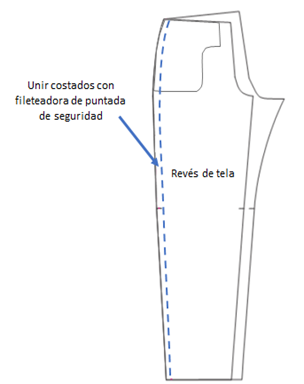 Unir costados con
fileteadora de puntada
de seguridad
Revés de tela